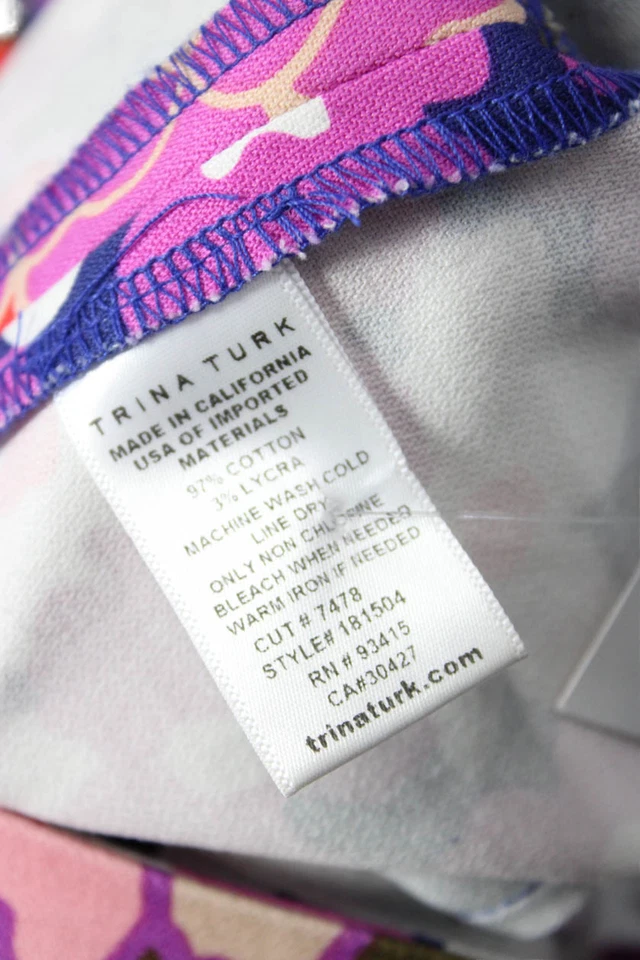 TRINA TURK
MADE IN CALIFORNIA
USA OF IMPORTED
MATERIALS
97% COTTON
3% LYCRA
MACHINE WASH COLD
LINE DRY
ONLY NON CHLORINE
BLEACH WHEN NEEDED
WARM IRON IF NEEDED
CUT # 7478
STYLE# 181504
RN # 93415
CA#30427
trinaturk.com